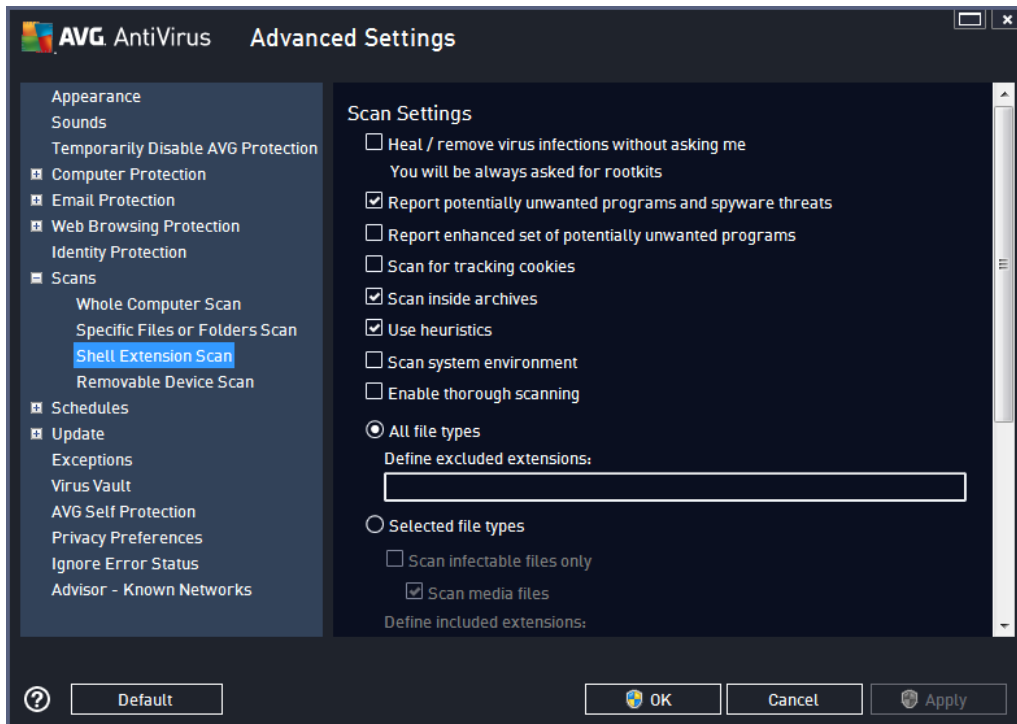 AVG. AntiVirus Advanced Settings
Appearance
Sounds
Temporarily Disable AVG Protection
Computer Protection
Email Protection
Web Browsing Protection
Identity Protection
Scans
Whole Computer Scan
Specific Files or Folders Scan
Shell Extension Scan
Removable Device Scan
Schedules
Update
Exceptions
Virus Vault
AVG Self Protection
Privacy Preferences
Ignore Error Status
Advisor - Known Networks
Scan Settings
Heal / remove virus infections without asking me
You will be always asked for rootkits
Report potentially unwanted programs and spyware threats
Report enhanced set of potentially unwanted programs
Scan for tracking cookies
Scan inside archives
Use heuristics
Scan system environment
Enable thorough scanning
All file types
Define excluded extensions:
Selected file types
Scan infectable files only
Scan media files
Define included extensions:
? Default OK Cancel Apply